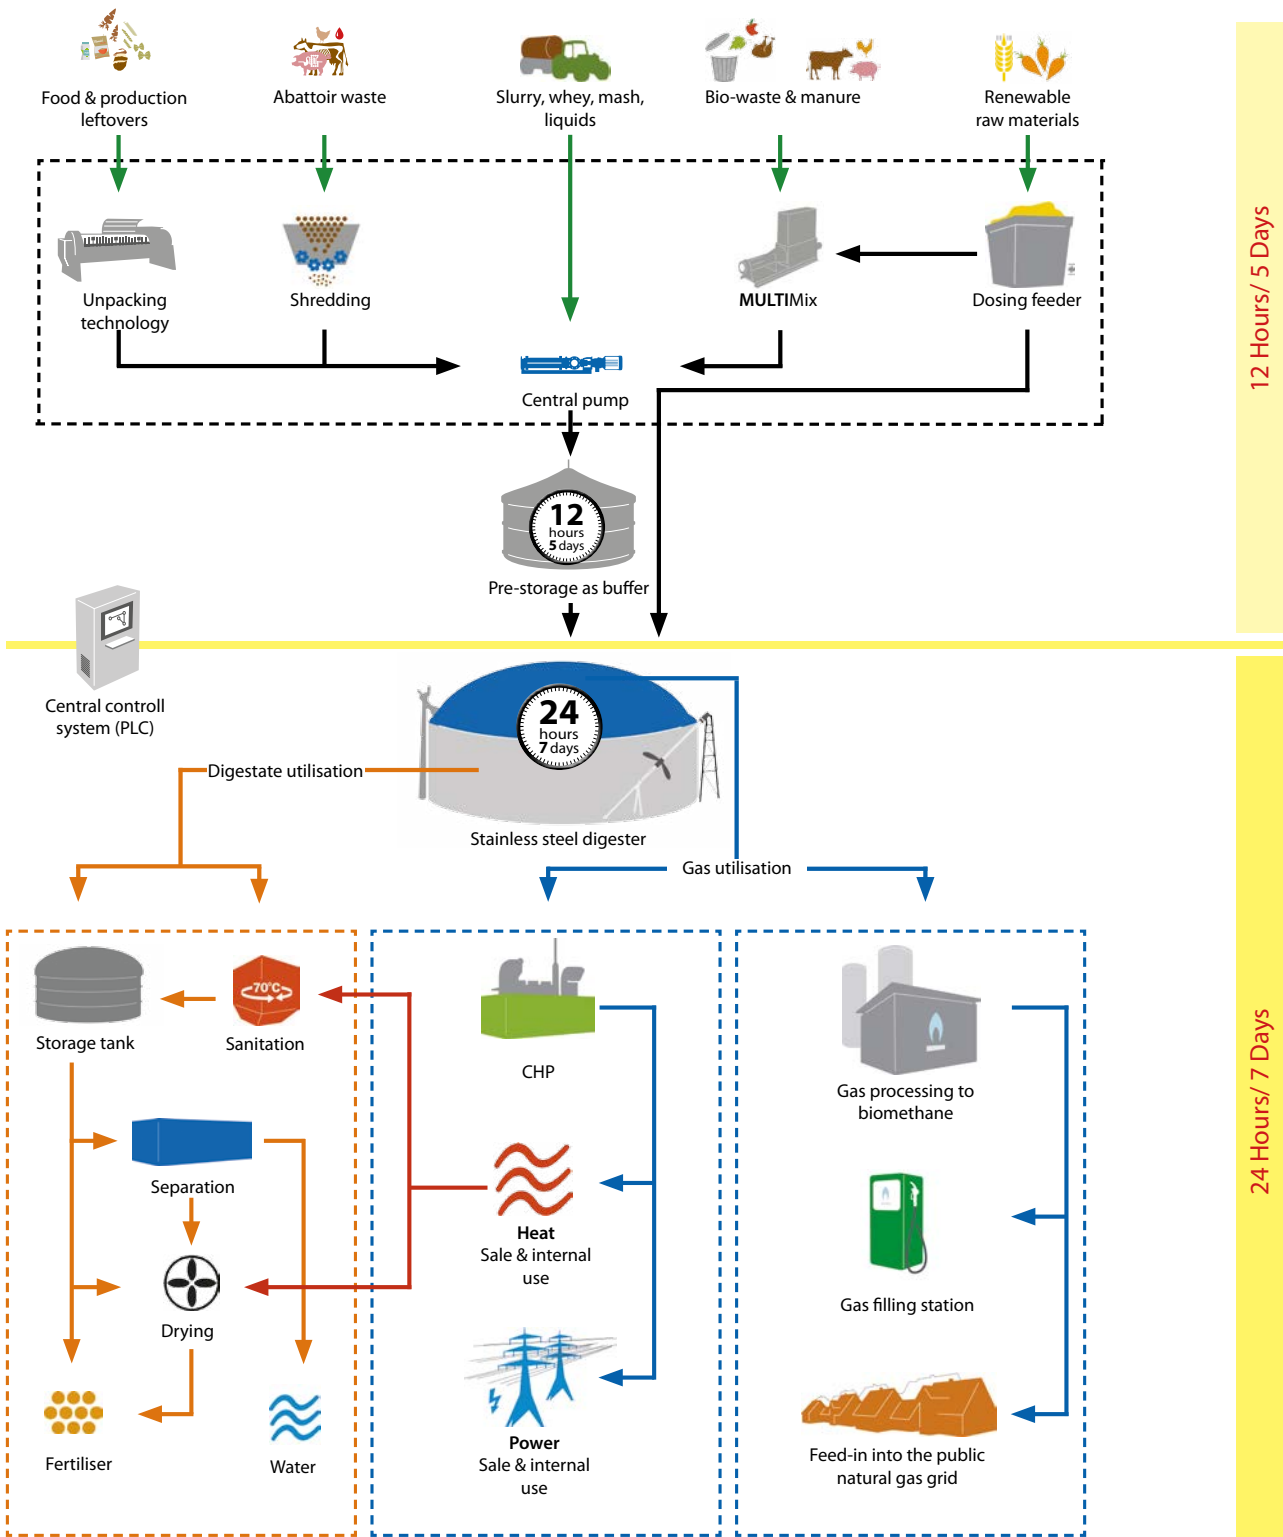 Food & production
leftovers
Abattoir waste
Slurry, whey, mash,
liquids
Bio-waste & manure
Renewable
raw materials
12 Hours/ 5 Days
Unpacking
technology
Shredding
MULTIMix
Dosing feeder
Central pump
12
hours
5 days
Pre-storage as buffer
Central controll
system (PLC)
24
hours
7 days
Stainless steel digester
Digestate utilisation
Gas utilisation
24 Hours/ 7 Days
Storage tank
70°C
Sanitation
CHP
Gas processing to
biomethane
Separation
Heat
Sale & internal
use
Gas filling station
Drying
Fertiliser
Water
Power
Sale & internal
use
Feed-in into the public
natural gas grid